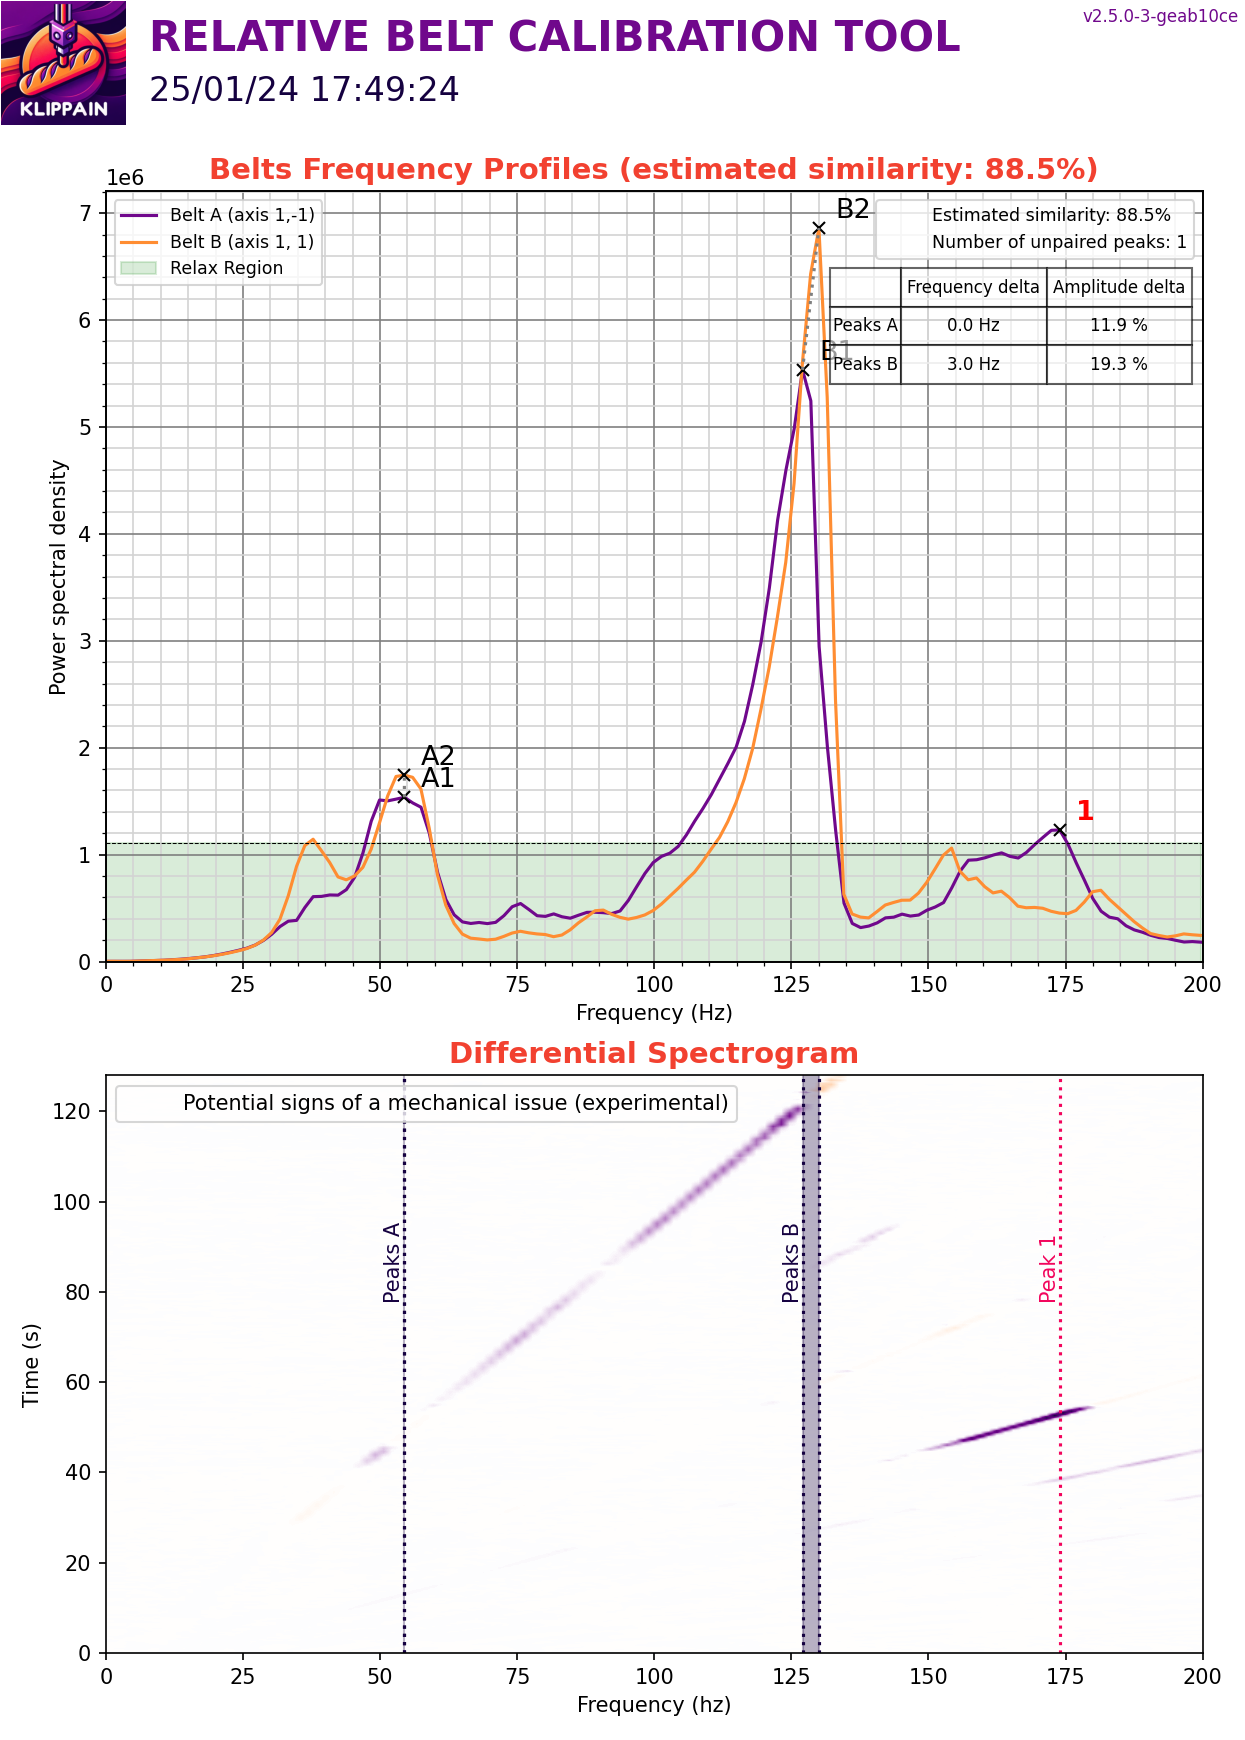 v2.5.0-3-geab10ce
RELATIVE BELT CALIBRATION TOOL
25/01/24 17:49:24
KLIPPAIN
Belts Frequency Profiles (estimated similarity: 88.5%)
1e6
Belt A (axis 1,-1)
Belt B (axis 1, 1)
Relax Region
B2
Estimated similarity: 88.5%
Number of unpaired peaks: 1
Frequency delta Amplitude delta
Peaks A 0.0 Hz 11.9 %
B1
Peaks B 3.0 Hz 19.3 %
A2
A1
1
Power spectral density
7
6
5
4
3
2
1
0
0 25 50 75 100 125 150 175 200
Frequency (Hz)
Differential Spectrogram
Potential signs of a mechanical issue (experimental)
Peaks A
Peaks B
Peak 1
Time (s)
120
100
80
60
40
20
0
0 25 50 75 100 125 150 175 200
Frequency (hz)